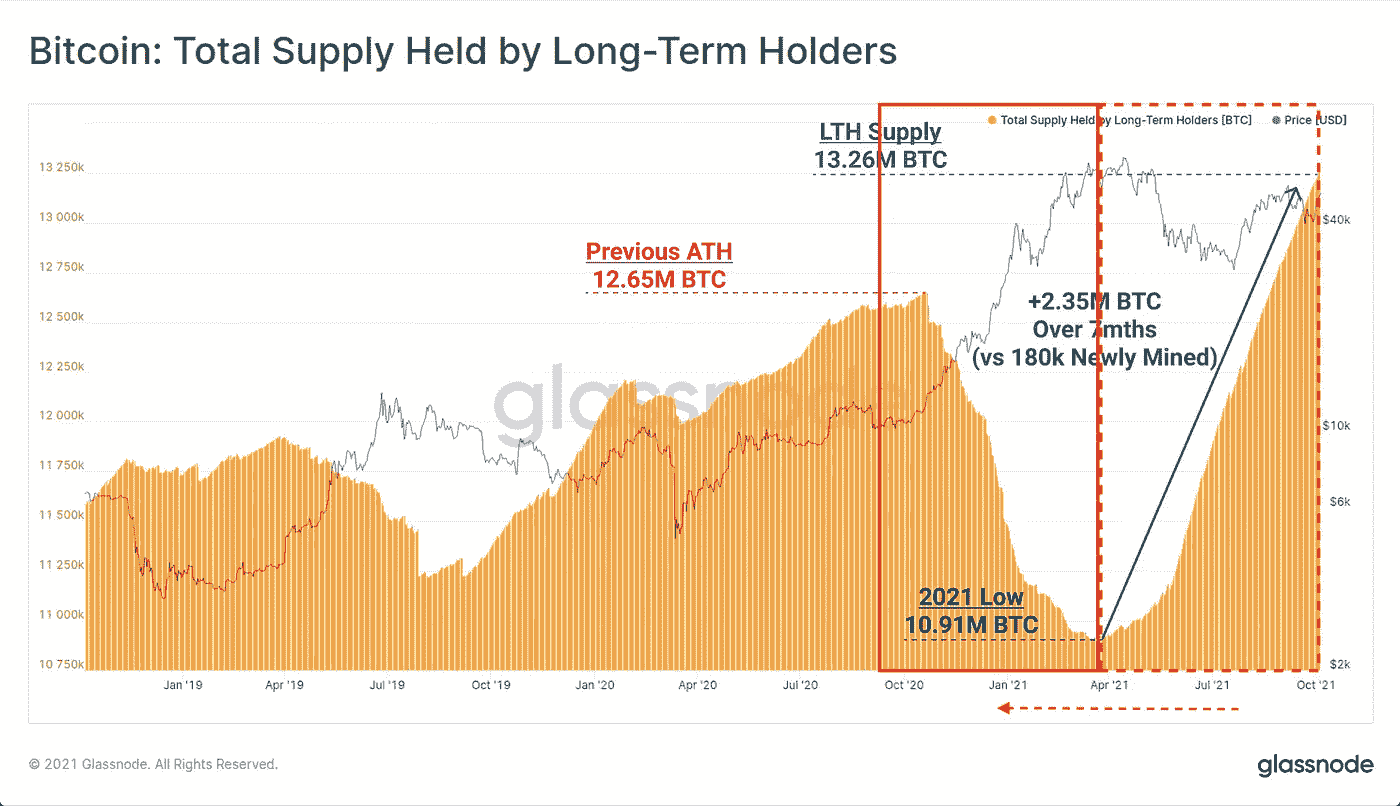 Bitcoin: Total Supply Held by Long-Term Holders
Total Supply Held by Long-Term Holders [BTC]
Price [USD]
LTH Supply
13.26M BTC
Previous ATH
12.65M BTC
+2.35M BTC
Over 7mths
(vs 180k Newly Mined)
2021 Low
10.91M BTC
glassnode
13 250k
13 000k
12 750k
12 500k
12 250k
12 000k
11 750k
11 500k
11 250k
11 000k
10 750k
$40k
$10k
$6k
$2k
Jan '19
Apr '19
Jul '19
Oct '19
Jan '20
Apr '20
Jul '20
Oct '20
Jan '21
Apr '21
Jul '21
Oct '21
© 2021 Glassnode. All Rights Reserved.
glassnode